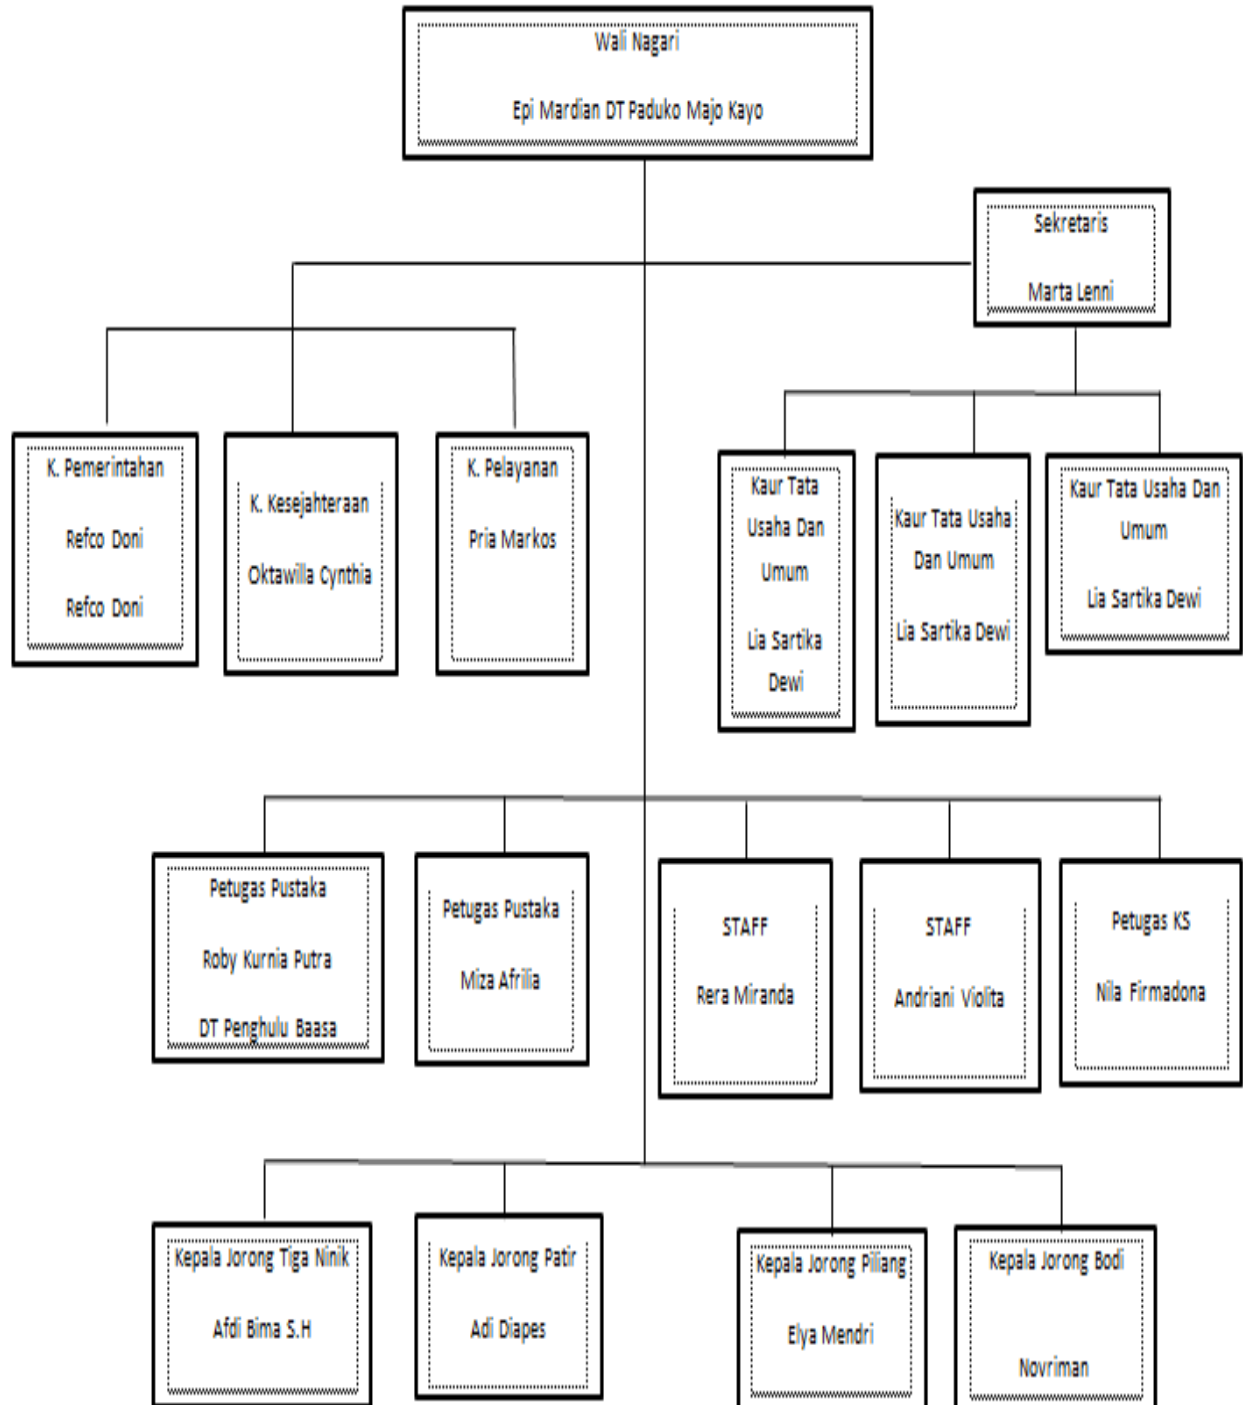 Wali Nagari
Epi Mardian DT Paduko Majo Kayo
Sekretaris
Marta Lenni
K. Pemerintahan
Refco Doni
Refco Doni
K. Kesejahteraan
Oktawilla Cynthia
K. Pelayanan
Pria Markos
Kaur Tata
Usaha Dan
Umum
Lia Sartika
Dewi
Kaur Tata Usaha
Dan Umum
Lia Sartika Dewi
Kaur Tata Usaha Dan
Umum
Lia Sartika Dewi
Petugas Pustaka
Roby Kurnia Putra
DT Penghulu Baasa
Petugas Pustaka
Miza Afrilia
STAFF
Rera Miranda
STAFF
Andriani Violita
Petugas KS
Nila Firmadona
Kepala Jorong Tiga Ninik
Afdi Bima S.H
Kepala Jorong Patir
Adi Diapes
Kepala Jorong Piliang
Elya Mendri
Kepala Jorong Bodi
Novriman